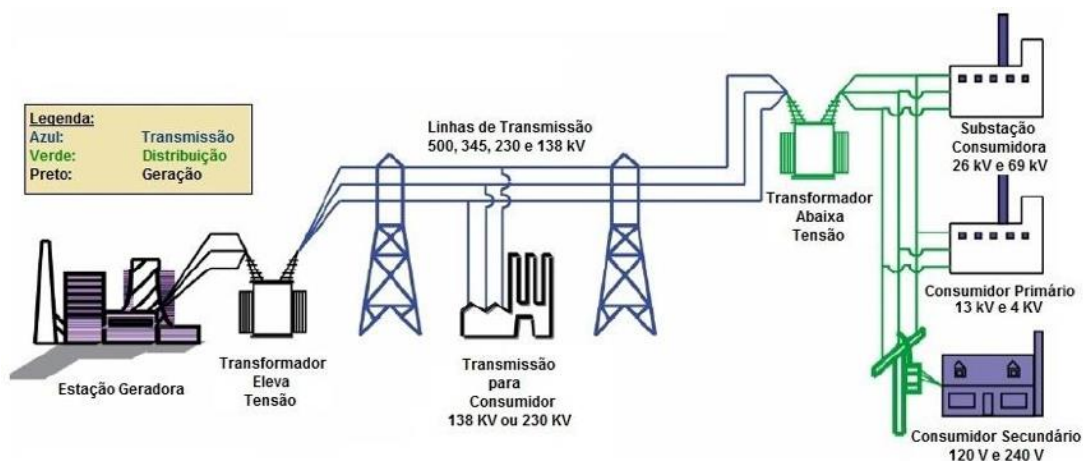 Legenda:
Azul: Transmissão
Verde: Distribuição
Preto: Geração
Estação Geradora
Transformador
Eleva
Tensão
Linhas de Transmissão
500, 345, 230 e 138 kV
Transmissão
para
Consumidor
138 KV ou 230 KV
Transformador
Abaixa
Tensão
Substação
Consumidora
26 kV e 69 kV
Consumidor Primário
13 kV e 4 KV
Consumidor Secundário
120 V e 240 V